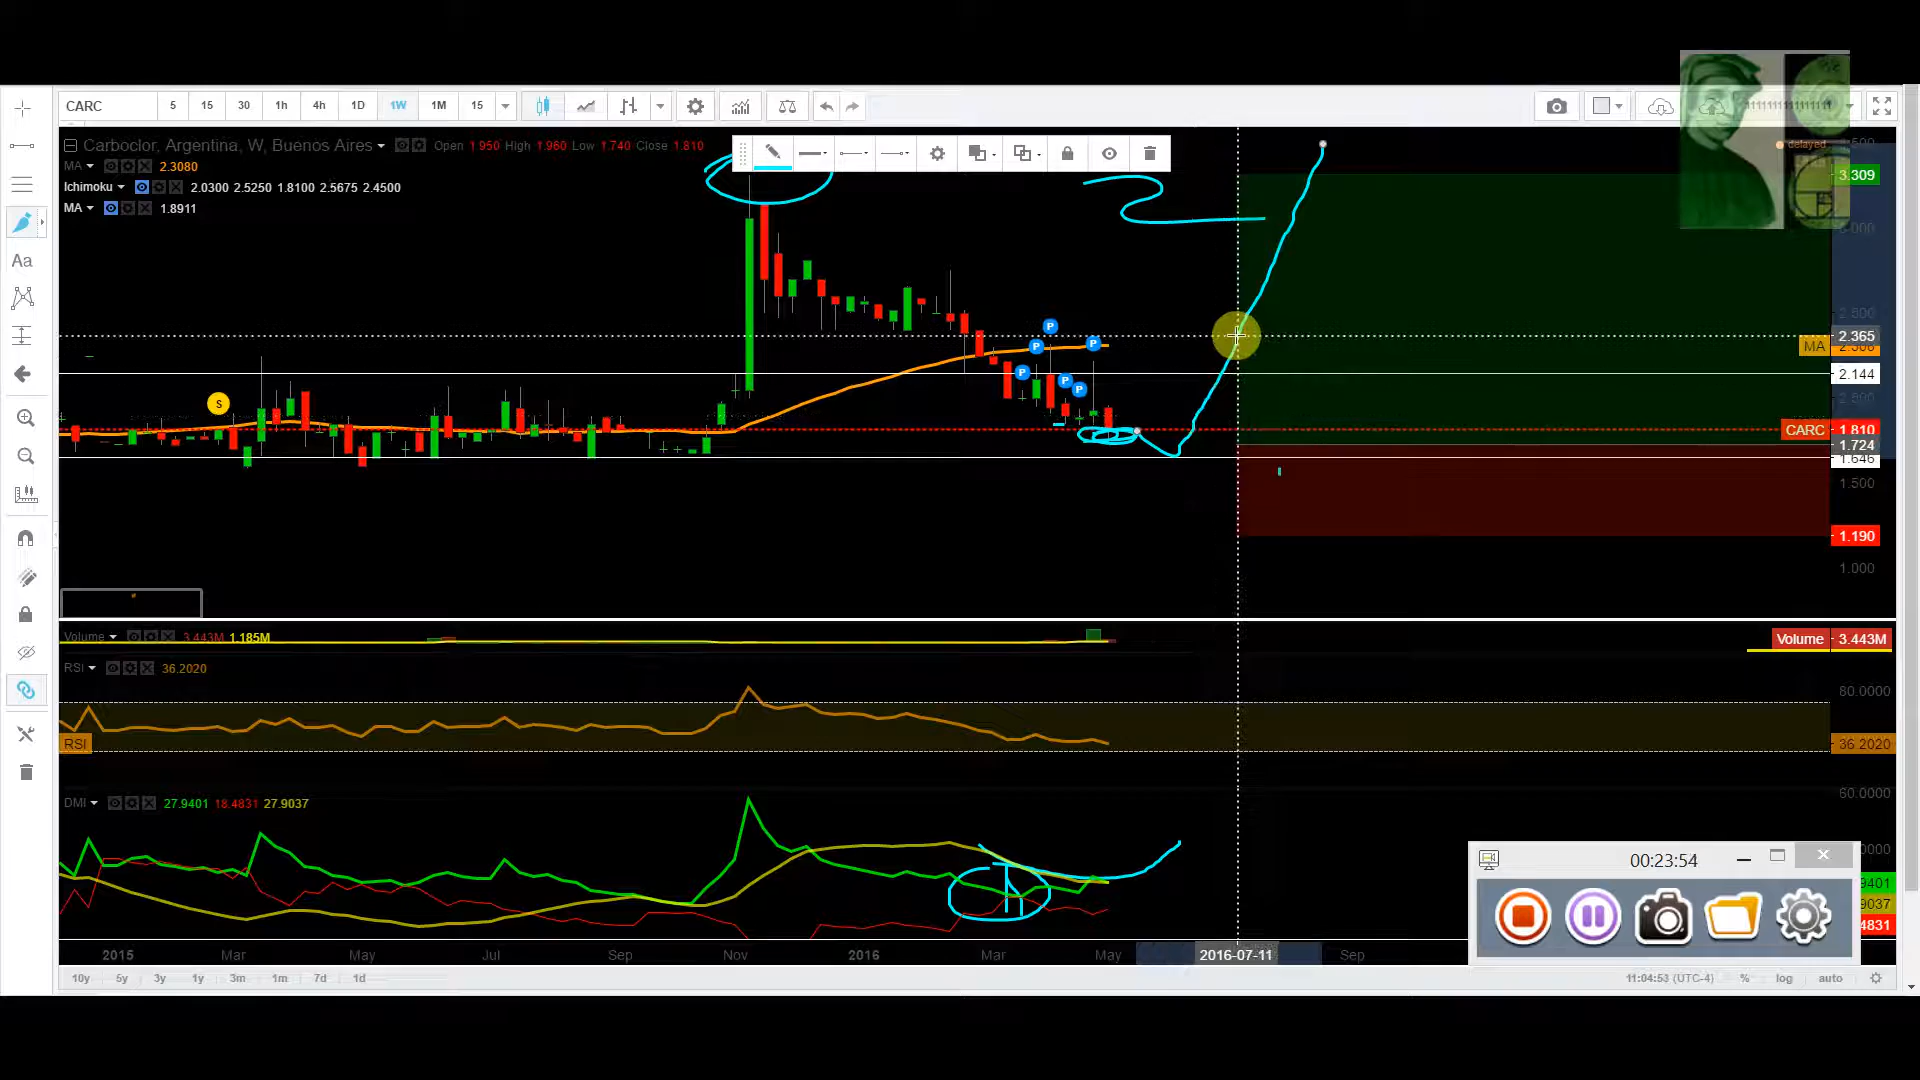 CARC 5 15 30 1h 4h 1D 1W 1M 15
Carboclor, Argentina, W, Buenos Aires Open 1.950 High 1.960 Low 1.740 Close 1.810
delayed
MA 2.3080
3.309
Ichimoku 2.0300 2.5250 1.8100 2.5675 2.4500
MA 1.8911
Aa
P P P P P P P
2.365
MA
2.144
S
CARC 1.810
1.724
1.646
1.500
1.190
1.000
Volume 3.443M 1.185M
Volume 3.443M
RSI 36.2020
80.0000
RSI
36.2020
60.0000
DMI 27.9401 18.4831 27.9037
00:23:54
9401
9037
4831
2015 Mar May Jul Sep Nov 2016 Mar May 2016-07-11 Sep
10y 5y 3y 1y 3m 1m 7d 1d 11:04:53 (UTC-4) % log auto